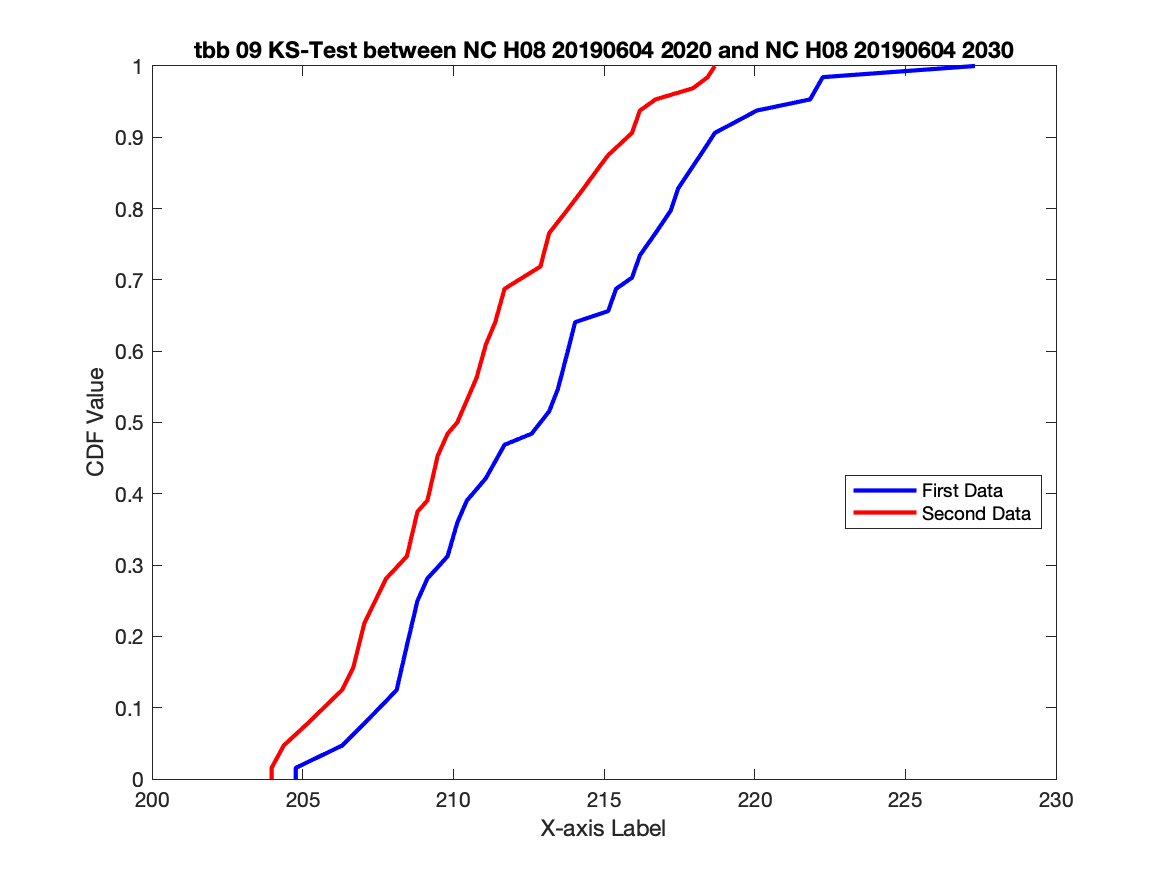 tbb 09 KS-Test between NC H08 20190604 2020 and NC H08 20190604 2030
1
0.9
0.8
0.7
0.6
0.5
0.4
0.3
0.2
0.1
0
CDF Value
First Data
Second Data
200 205 210 215 220 225 230
X-axis Label